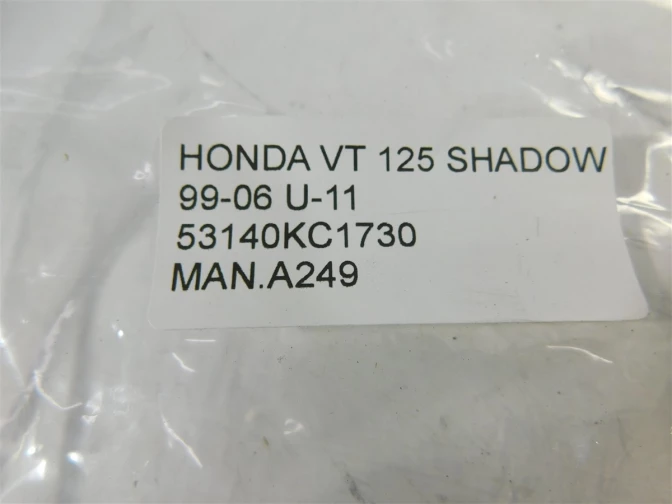 HONDA VT 125 SHADOW
99-06 U-11
53140KC1730
MAN.A249